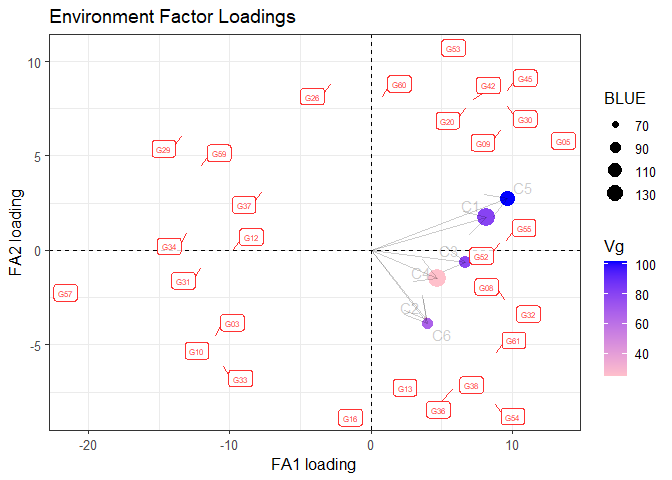 Environment Factor Loadings
G53
G60
G42
G45
G26
G20
G30
G29
G59
G09
G05
G37
G34
G12
G55
G52
G57
G31
G08
G03
G32
G10
G61
G33
G13
G38
G16
G36
G54
C5
C1
C3
C4
C2
C6
10
5
0
-5
-20
-10
0
10
FA1 loading
FA2 loading
BLUE
70
90
110
130
Vg
100
80
60
40